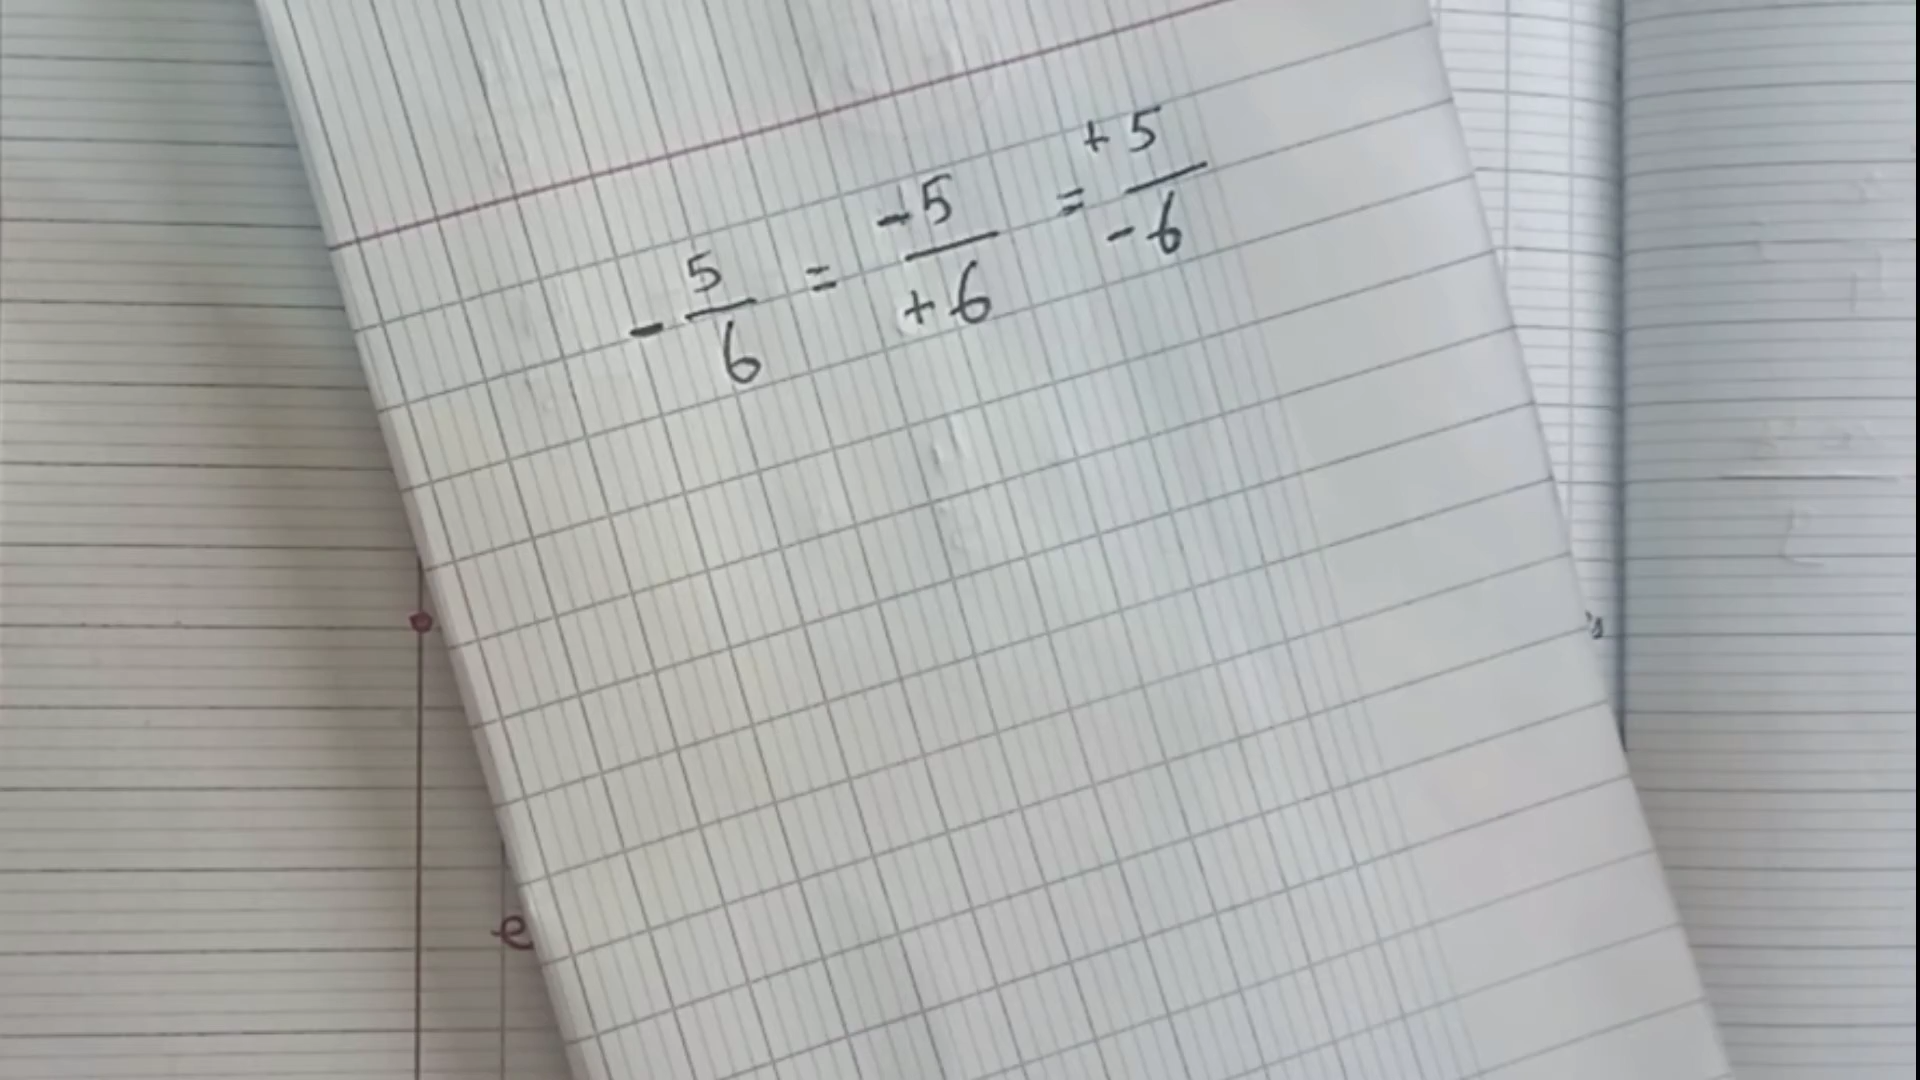 - 5/6 = -5/+6 = +5/-6
e